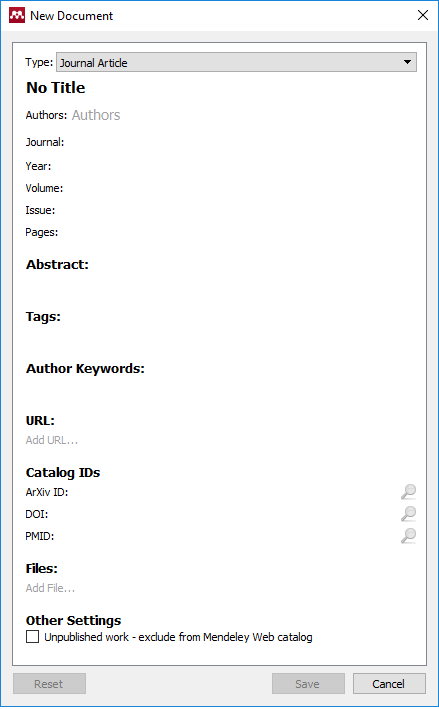 New Document
Type: Journal Article
No Title
Authors: Authors
Journal:
Year:
Volume:
Issue:
Pages:
Abstract:
Tags:
Author Keywords:
URL:
Add URL...
Catalog IDs
ArXiv ID:
DOI:
PMID:
Files:
Add File...
Other Settings
Unpublished work - exclude from Mendeley Web catalog
Reset Save Cancel